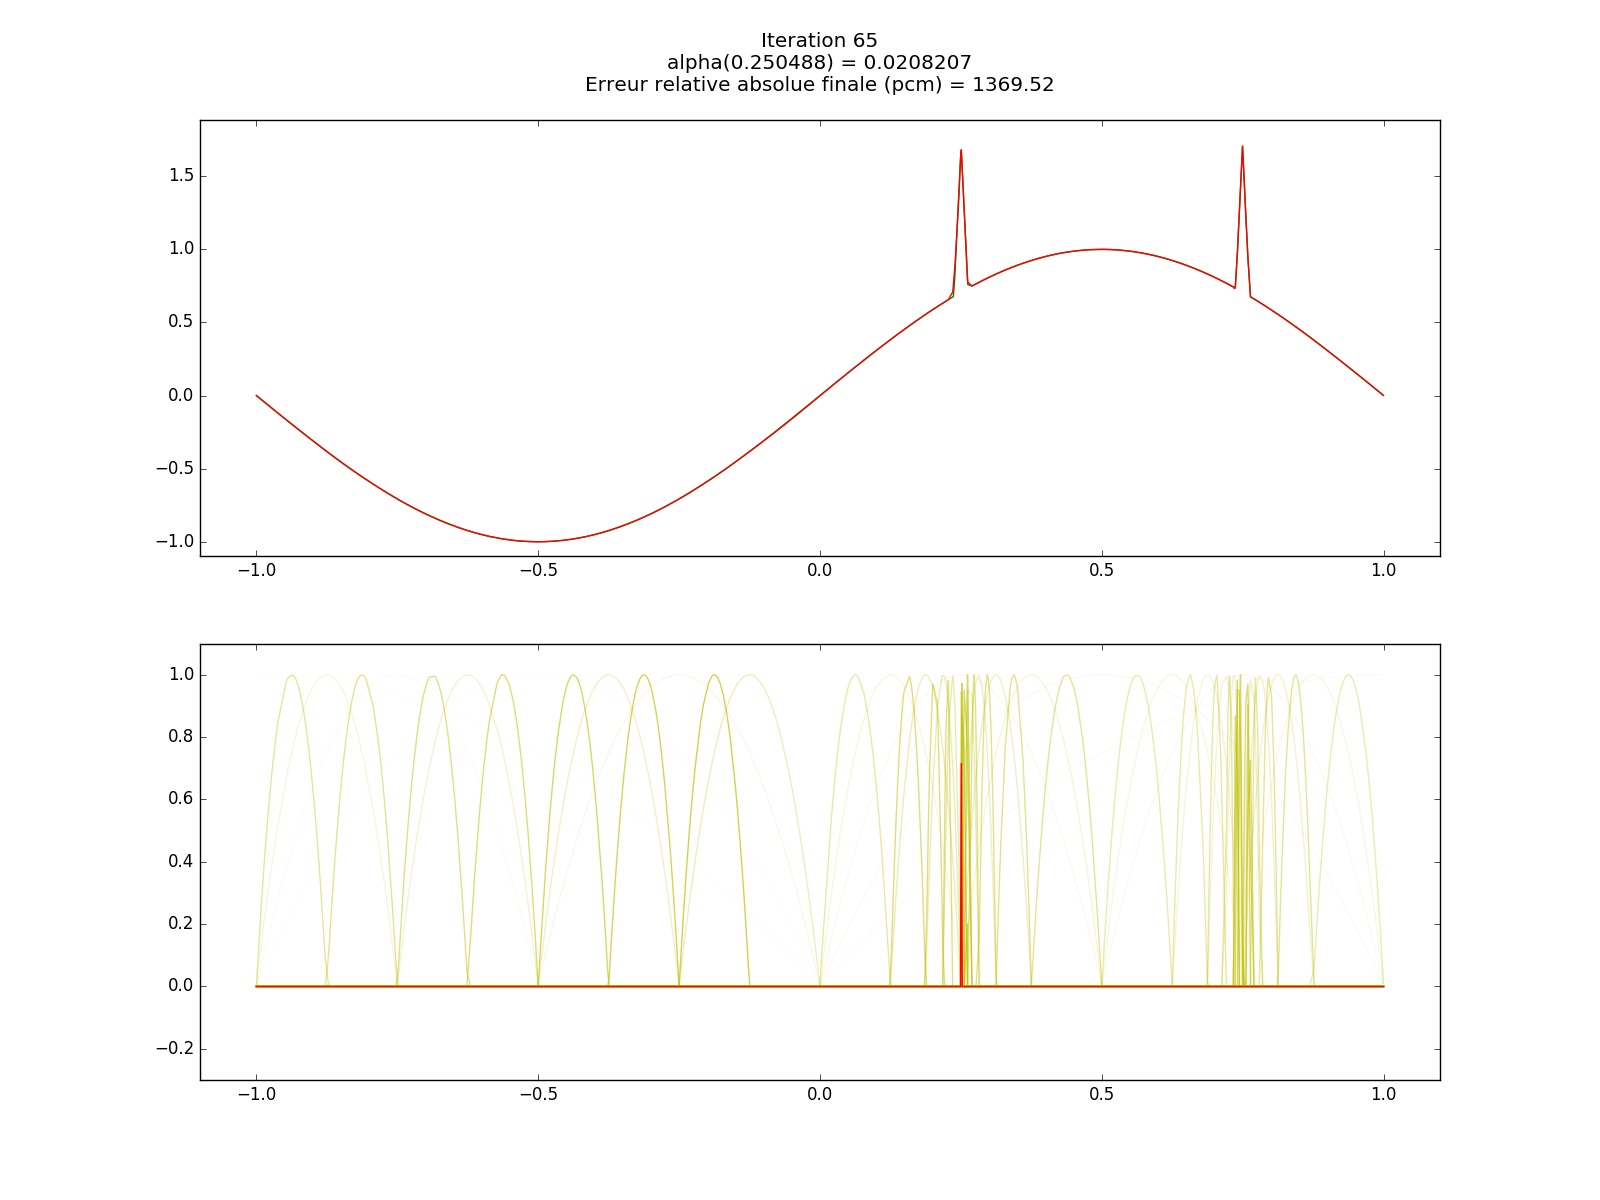 Iteration 65
alpha(0.250488) = 0.0208207
Erreur relative absolue finale (pcm) = 1369.52
1.5
1.0
0.5
0.0
−0.5
−1.0
−1.0 −0.5 0.0 0.5 1.0
1.0
0.8
0.6
0.4
0.2
0.0
−0.2
−1.0 −0.5 0.0 0.5 1.0